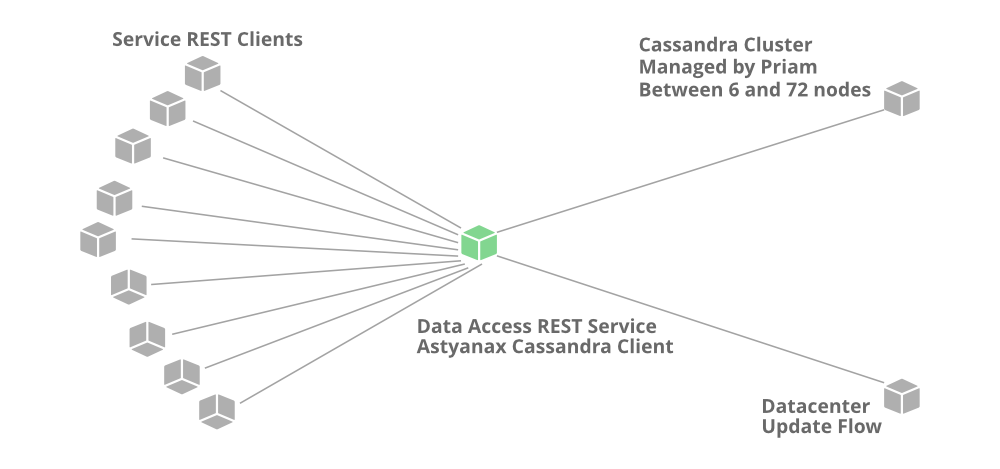 Service REST Clients
Cassandra Cluster
Managed by Priam
Between 6 and 72 nodes
Data Access REST Service
Astyanax Cassandra Client
Datacenter
Update Flow